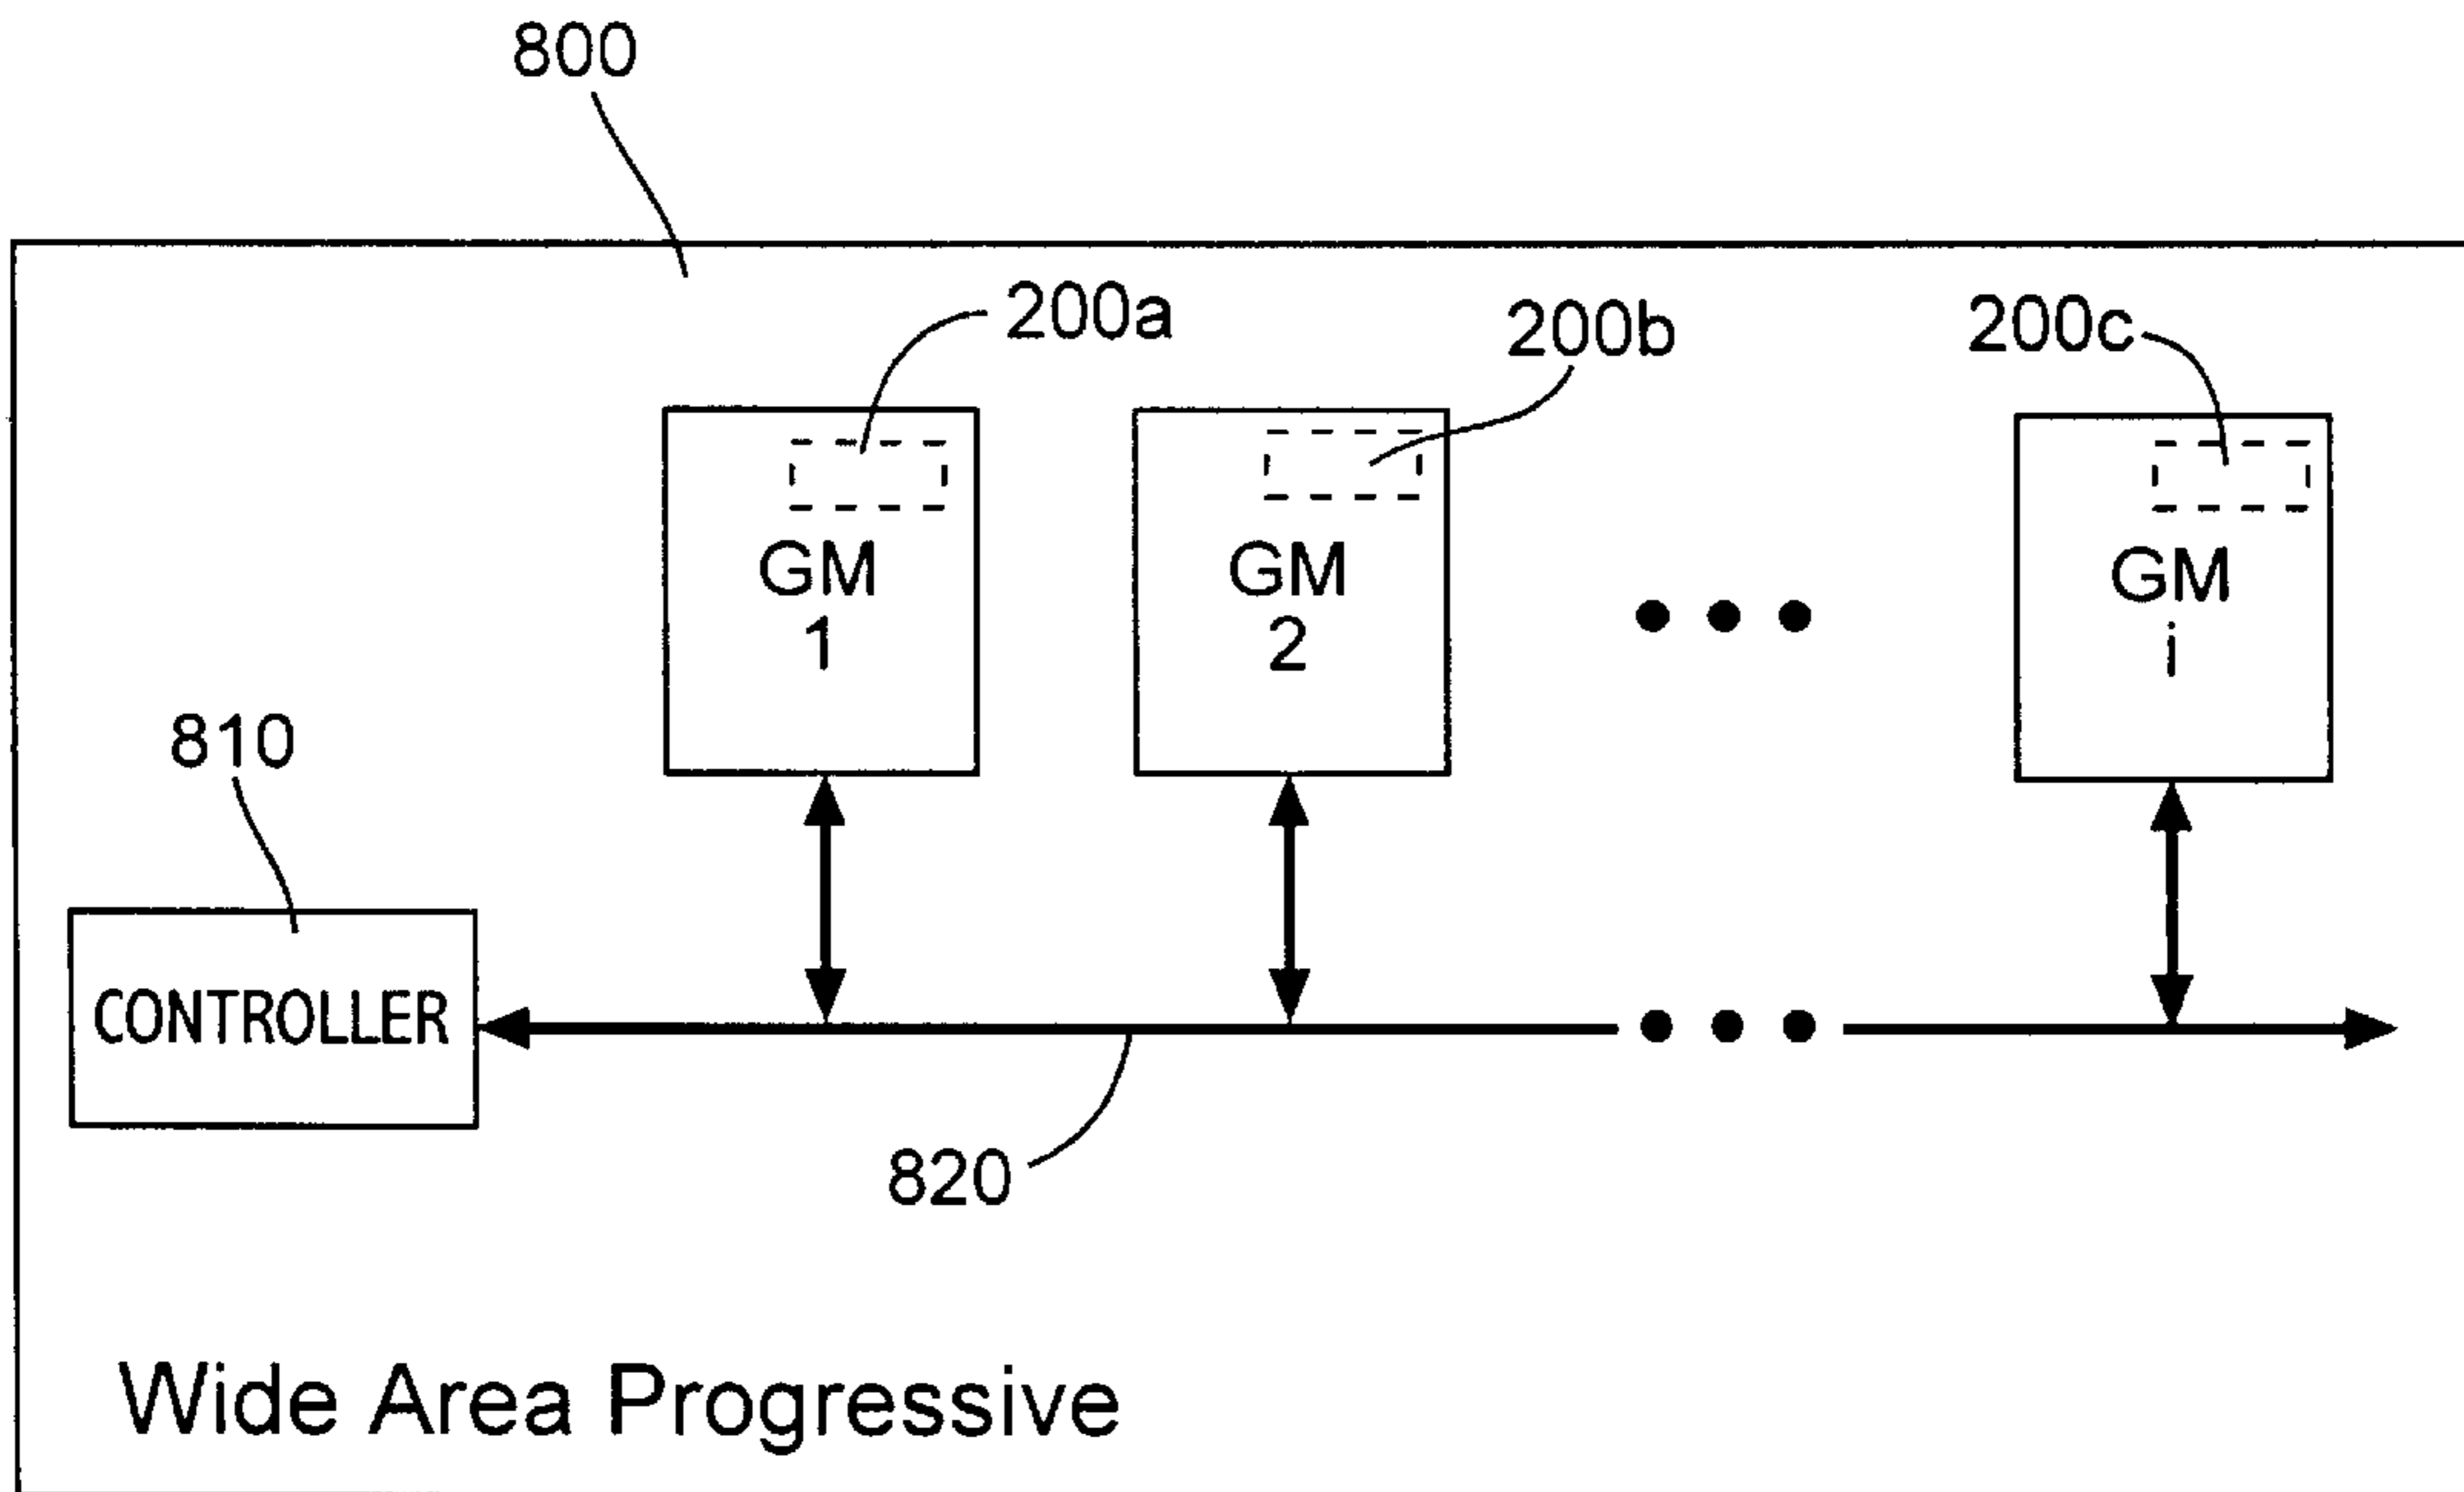 800
200a
200b
200c
GM
1
GM
2
GM
i
810
CONTROLLER
820
Wide Area Progressive